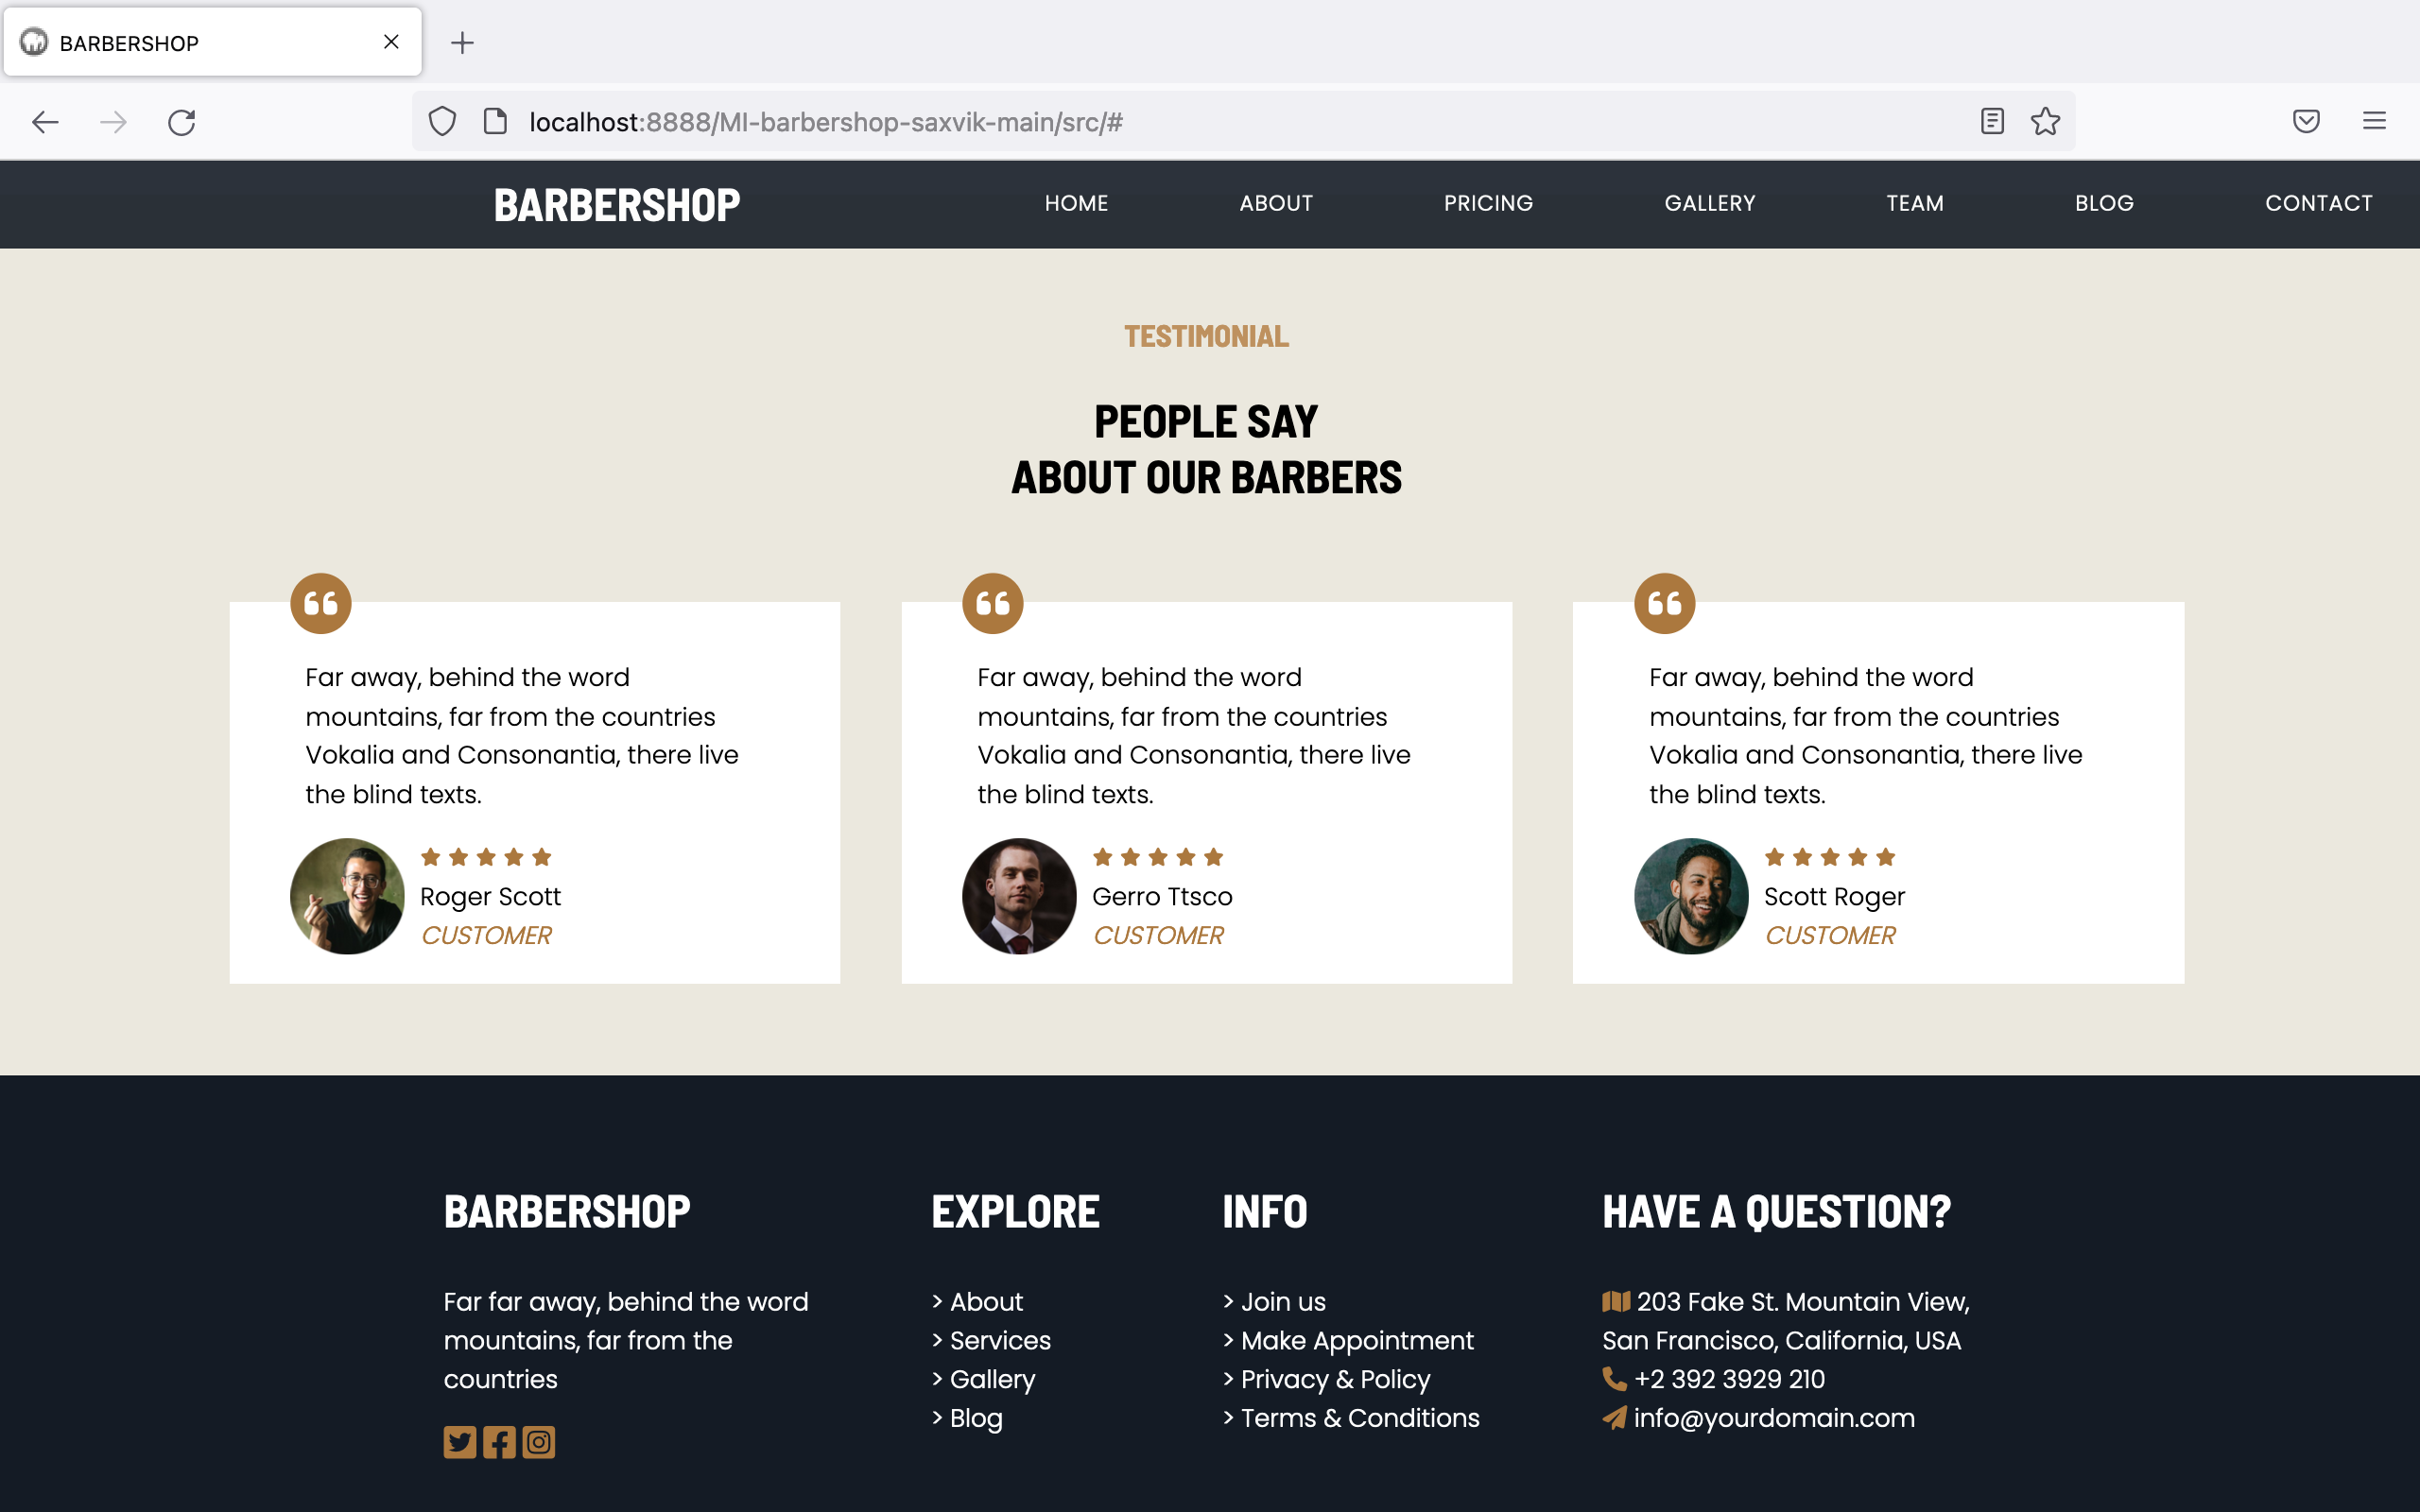 BARBERSHOP
localhost:8888/MI-barbershop-saxvik-main/src/#
BARBERSHOP HOME ABOUT PRICING GALLERY TEAM BLOG CONTACT
TESTIMONIAL
PEOPLE SAY
ABOUT OUR BARBERS
Far away, behind the word
mountains, far from the countries
Vokalia and Consonantia, there live
the blind texts.
Roger Scott
CUSTOMER
Far away, behind the word
mountains, far from the countries
Vokalia and Consonantia, there live
the blind texts.
Gerro Ttsco
CUSTOMER
Far away, behind the word
mountains, far from the countries
Vokalia and Consonantia, there live
the blind texts.
Scott Roger
CUSTOMER
BARBERSHOP
Far far away, behind the word
mountains, far from the
countries
EXPLORE
> About
> Services
> Gallery
> Blog
INFO
> Join us
> Make Appointment
> Privacy & Policy
> Terms & Conditions
HAVE A QUESTION?
203 Fake St. Mountain View,
San Francisco, California, USA
+2 392 3929 210
info@yourdomain.com